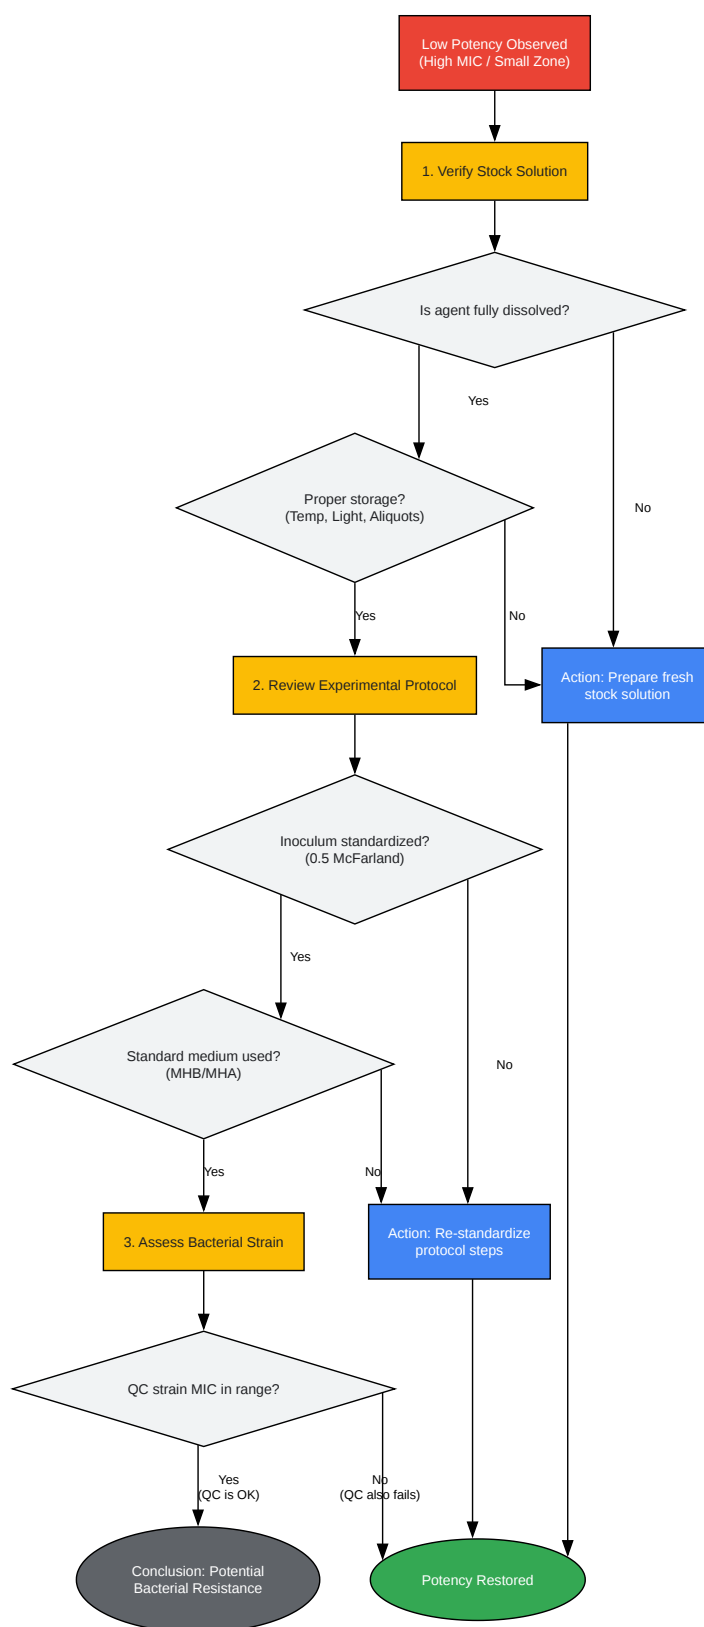 Low Potency Observed
(High MIC / Small Zone)
1. Verify Stock Solution
Is agent fully dissolved?
Yes
Proper storage?
(Temp, Light, Aliquots)
No
Yes
No
2. Review Experimental Protocol
Action: Prepare fresh
stock solution
Inoculum standardized?
(0.5 McFarland)
Yes
Standard medium used?
(MHB/MHA)
No
Yes
No
3. Assess Bacterial Strain
Action: Re-standardize
protocol steps
QC strain MIC in range?
Yes
(QC is OK)
No
(QC also fails)
Conclusion: Potential
Bacterial Resistance
Potency Restored